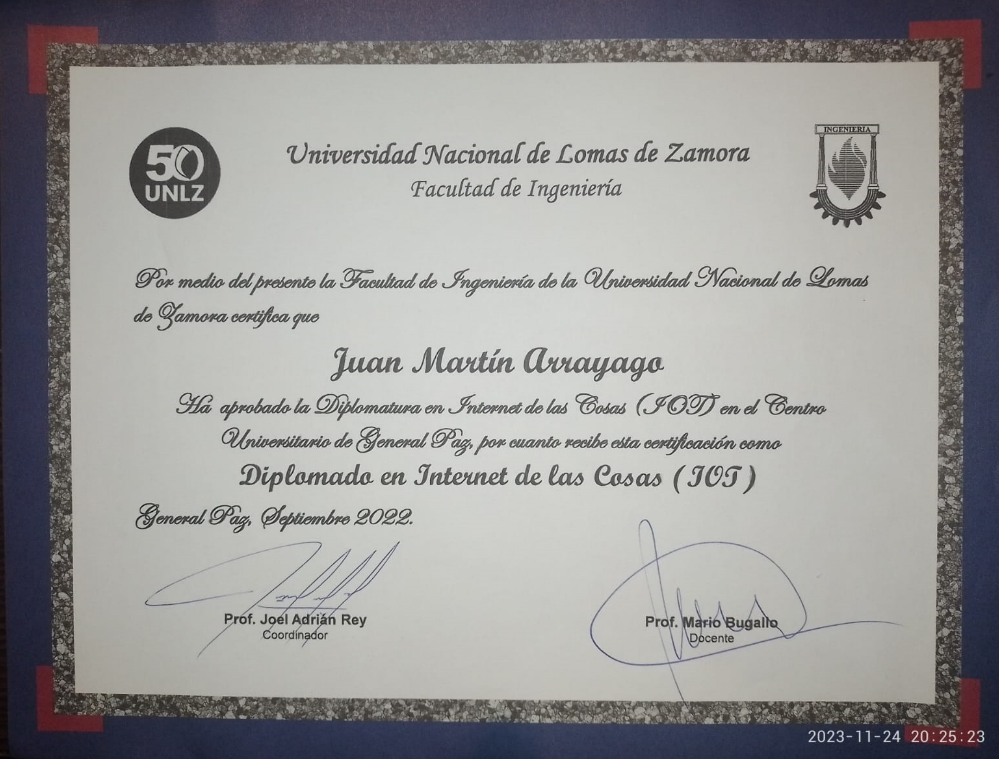 50
UNLZ
Universidad Nacional de Lomas de Zamora
Facultad de Ingeniería
INGENIERIA
Por medio del presente la Facultad de Ingeniería de la Universidad Nacional de Lomas
de Zamora certifica que
Juan Martín Arrayago
Ha aprobado la Diplomatura en Internet de las Cosas (IOT) en el Centro
Universitario de General Paz, por cuanto recibe esta certificación como
Diplomado en Internet de las Cosas (IOT)
General Paz, Septiembre 2022.
Prof. Joel Adrián Rey
Coordinador
Prof. Mario Bugallo
Docente
2023-11-24 20:25:23